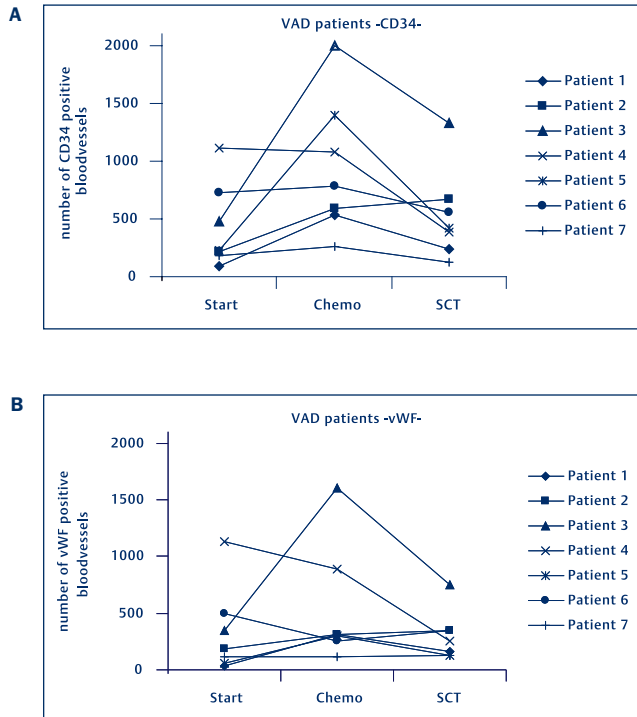 A
VAD patients -CD34-
number of CD34 positive
bloodvessels
2000
1500
1000
500
0
Start Chemo SCT
Patient 1
Patient 2
Patient 3
Patient 4
Patient 5
Patient 6
Patient 7
B
VAD patients -vWF-
number of vWF positive
bloodvessels
2000
1500
1000
500
0
Start Chemo SCT
Patient 1
Patient 2
Patient 3
Patient 4
Patient 5
Patient 6
Patient 7